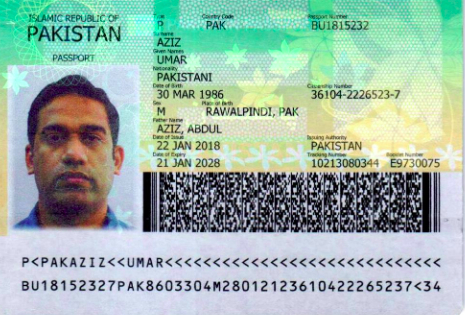 ISLAMIC REPUBLIC OF
PAKISTAN
PASSPORT
Type Country Code Passport Number
P PAK BU1815232
Surname
AZIZ
Given Names
UMAR
Nationality
PAKISTANI
Date of Birth Citizenship Number
30 MAR 1986 36104-2226523-7
Sex Place of Birth
M RAWALPINDI, PAK
Father Name
AZIZ, ABDUL
Date of Issue Issuing Authority
22 JAN 2018 PAKISTAN
Date of Expiry Tracking Number Booklet Number
21 JAN 2028 10213080344 E9730075
P<PAKAZIZ<<UMAR<<<<<<<<<<<<<<<<<<<<<<<<<<<<<
BU18152327PAK8603304M28012123610422265237<34